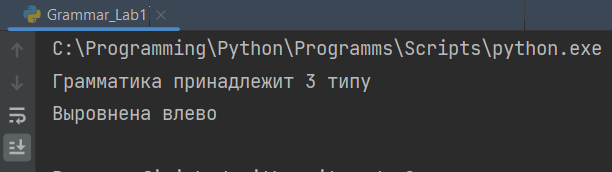 Grammar_Lab1
C:\Programming\Python\Programms\Scripts\python.exe
Грамматика принадлежит 3 типу
Выровнена влево